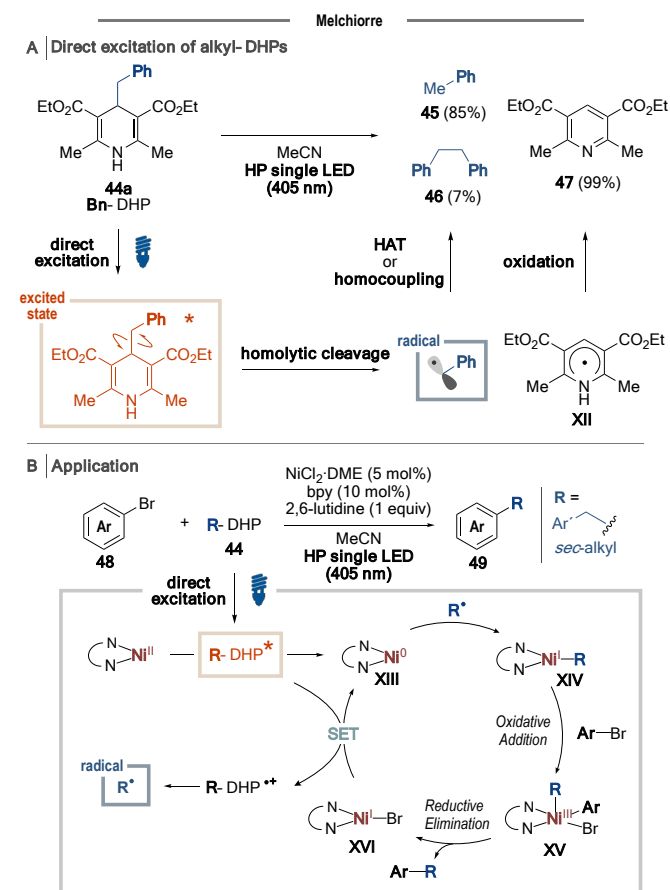 Melchiorre
A | Direct excitation of alkyl-DHPs
Ph
EtO2C CO2Et
Me N H Me
44a
Bn-DHP
MeCN
HP single LED
(405 nm)
Me Ph
45 (85%)
Ph Ph
46 (7%)
EtO2C CO2Et
Me N Me
47 (99%)
direct
excitation
HAT
or
homocoupling
oxidation
excited
state
Ph *
EtO2C CO2Et
Me N H Me
homolytic cleavage
radical
Ph
EtO2C CO2Et
Me N H Me
XII
B | Application
Ar Br
48
+
R-DHP
44
NiCl2·DME (5 mol%)
bpy (10 mol%)
2,6-lutidine (1 equiv)
MeCN
HP single LED
(405 nm)
Ar R
49
R =
Ar´
sec-alkyl
direct
excitation
N N NiII
R-DHP*
N N Ni0
XIII
R•
N N NiI R
XIV
Oxidative
Addition
Ar Br
SET
radical
R•
R-DHP •+
N N NiI Br
XVI
Reductive
Elimination
Ar R
R
N N NiIII Ar
Br
XV